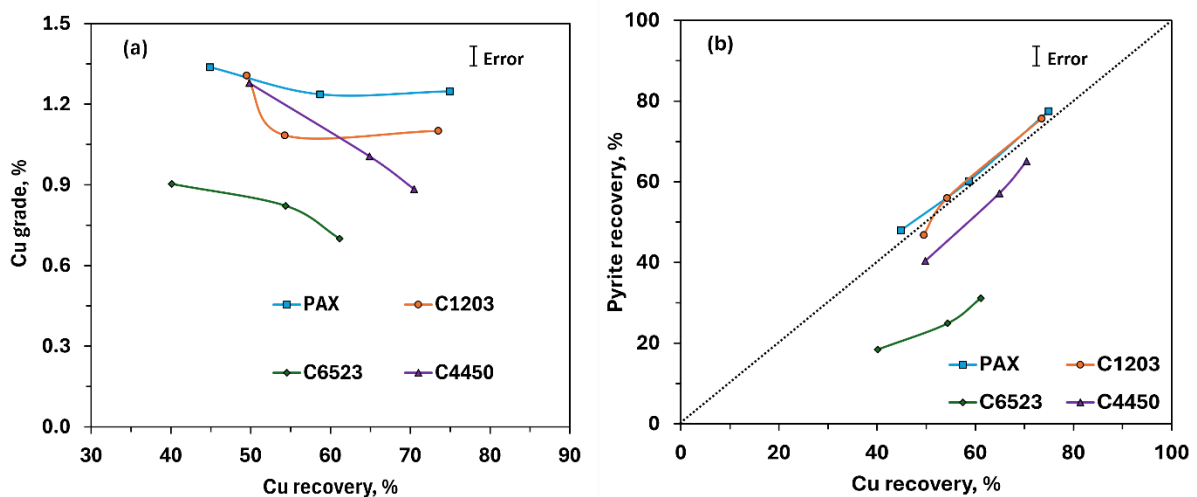 (a)
Error
1.5
1.2
0.9
0.6
0.3
0.0
Cu grade, %
PAX
C1203
C6523
C4450
30 40 50 60 70 80 90
Cu recovery, %
(b)
Error
100
80
60
40
20
0
Pyrite recovery, %
PAX
C1203
C6523
C4450
0 20 40 60 80 100
Cu recovery, %